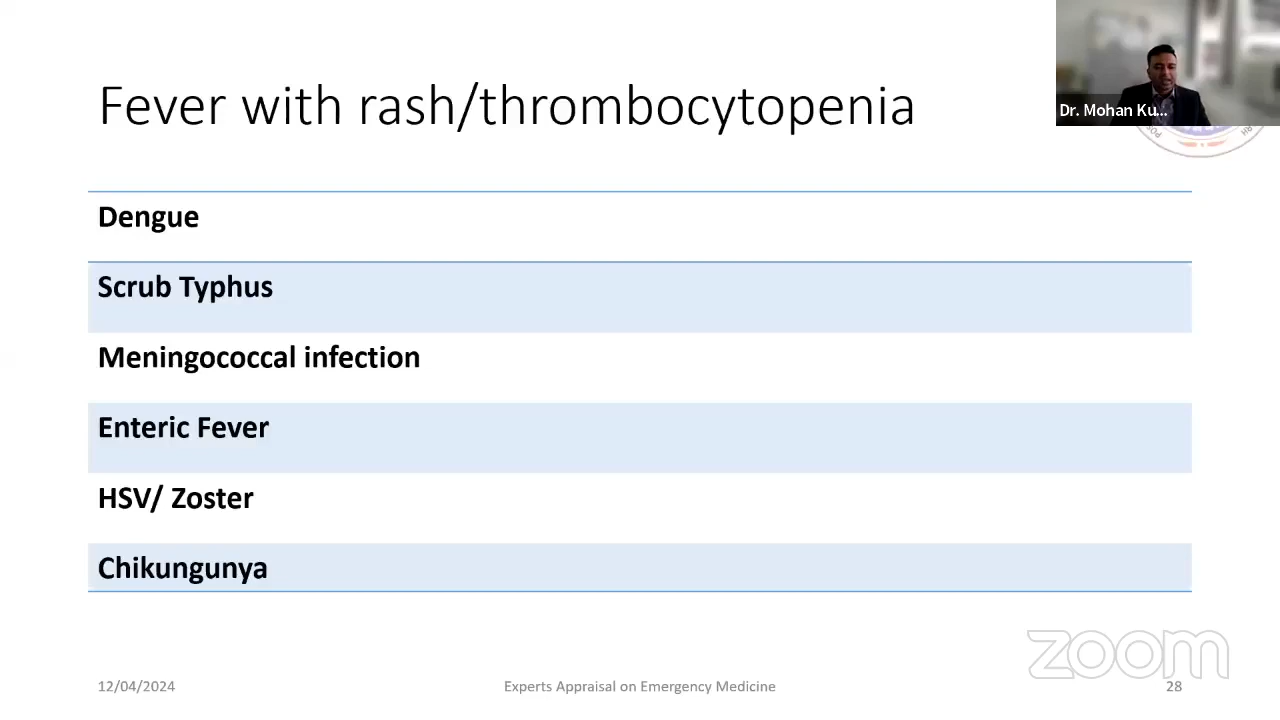 Fever with rash/thrombocytopenia
Dr. Mohan Ku...
Dengue
Scrub Typhus
Meningococcal infection
Enteric Fever
HSV/ Zoster
Chikungunya
zoom
12/04/2024
Experts Appraisal on Emergency Medicine
28